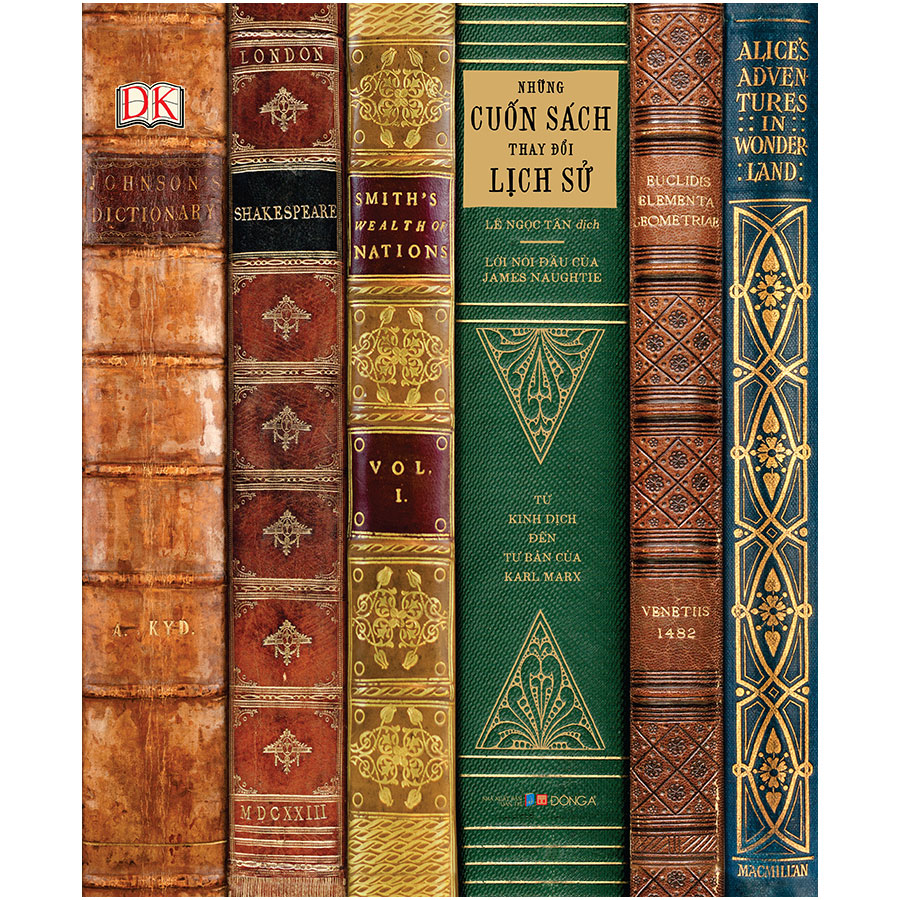 DK
JOHNSON'S
DICTIONARY
A. KYD.
LONDON
SHAKESPEARE
MDCXXIII
SMITH'S
WEALTH OF
NATIONS
VOL.
I.
NHỮNG
CUỐN SÁCH
THAY ĐỔI
LỊCH SỬ
LÊ NGỌC TÂN dịch
LỜI NÓI ĐẦU CỦA
JAMES NAUGHTIE
TỪ
KINH DỊCH
ĐẾN
TƯ BẢN CỦA
KARL MARX
ĐÔNG A
EUCLIDIS
ELEMENTA
GEOMETRIAE
VENETIIS
1482
ALICE'S
ADVEN-
TURES
IN
WONDER
LAND:
MACMILLAN